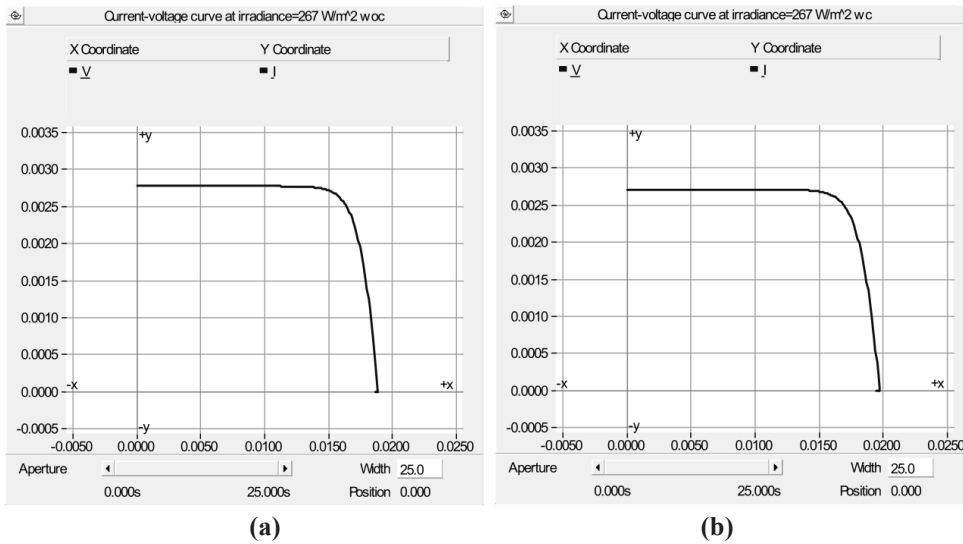 Current-voltage curve at irradiance=267 W/m^2 woc
X Coordinate Y Coordinate
V I
0.0035
0.0030
0.0025
0.0020
0.0015
0.0010
0.0005
0.0000
-0.0005
+y
-x +x
-y
-0.0050 0.0000 0.0050 0.010 0.0150 0.0200 0.0250
Aperture Width 25.0
0.000s 25.000s Position 0.000
(a)
Current-voltage curve at irradiance=267 W/m^2 wc
X Coordinate Y Coordinate
V I
0.0035
0.0030
0.0025
0.0020
0.0015
0.0010
0.0005
0.0000
-0.0005
+y
-x +x
-y
-0.0050 0.0000 0.0050 0.010 0.0150 0.0200 0.0250
Aperture Width 25.0
0.000s 25.000s Position 0.000
(b)